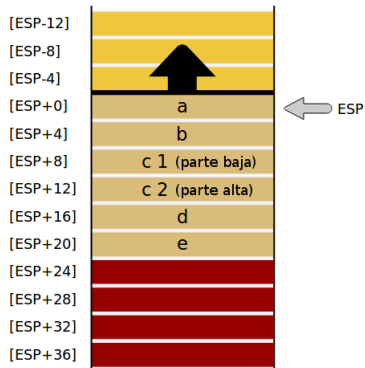 [ESP-12]
[ESP-8]
[ESP-4]
[ESP+0] a ESP
[ESP+4] b
[ESP+8] c 1 (parte baja)
[ESP+12] c 2 (parte alta)
[ESP+16] d
[ESP+20] e
[ESP+24]
[ESP+28]
[ESP+32]
[ESP+36]